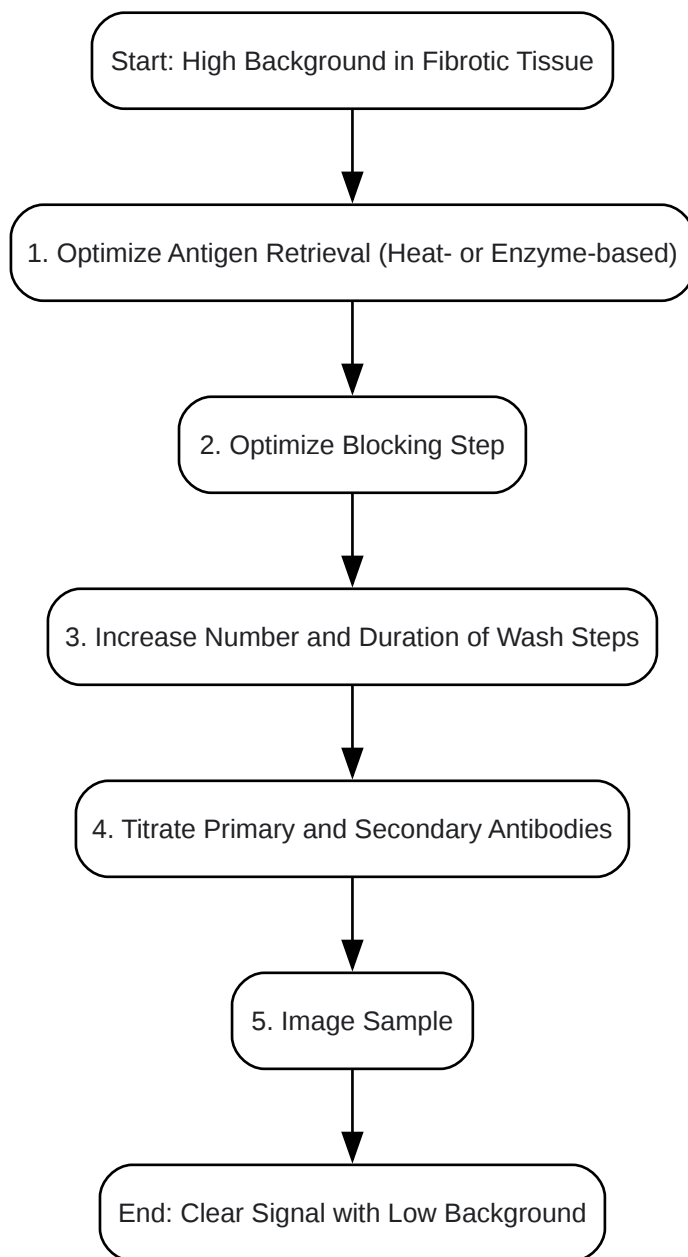 Start: High Background in Fibrotic Tissue
1. Optimize Antigen Retrieval (Heat- or Enzyme-based)
2. Optimize Blocking Step
3. Increase Number and Duration of Wash Steps
4. Titrate Primary and Secondary Antibodies
5. Image Sample
End: Clear Signal with Low Background